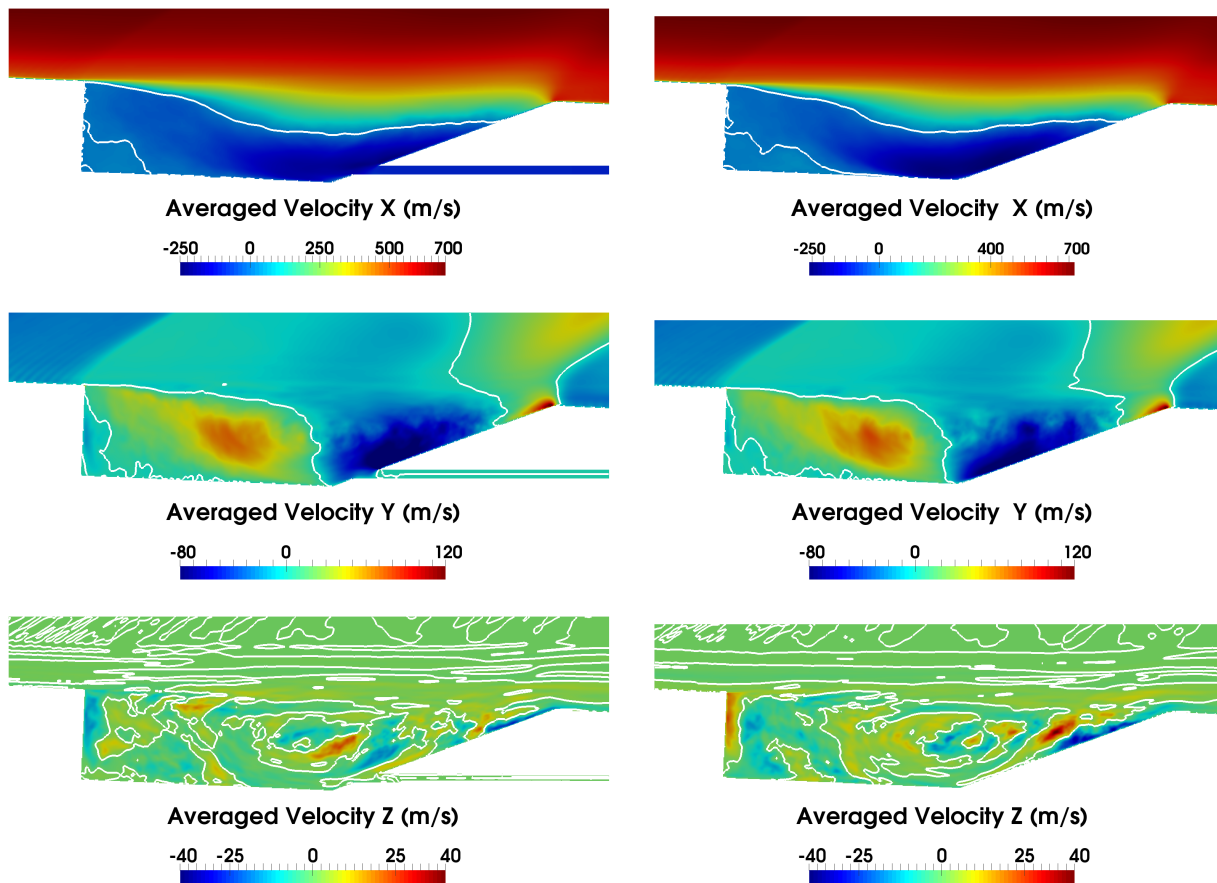 Averaged Velocity X (m/s)
-250 0 250 500 700
Averaged Velocity X (m/s)
-250 0 400 700
Averaged Velocity Y (m/s)
-80 0 120
Averaged Velocity Y (m/s)
-80 0 120
Averaged Velocity Z (m/s)
-40 -25 0 25 40
Averaged Velocity Z (m/s)
-40 -25 0 25 40